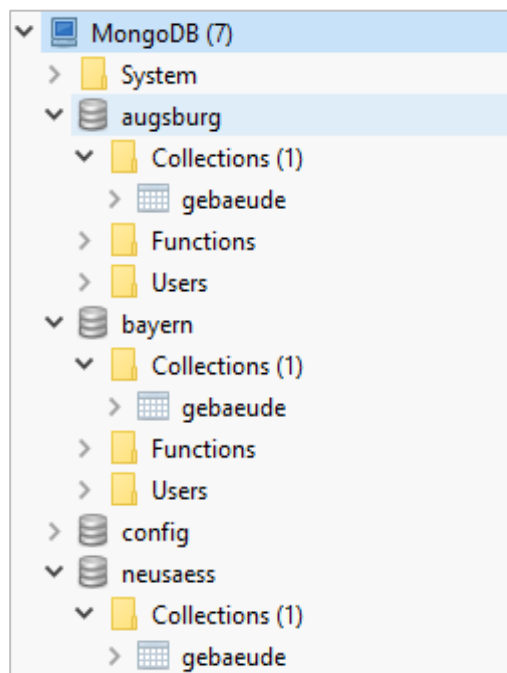 MongoDB (7)
System
augsburg
Collections (1)
gebaeude
Functions
Users
bayern
Collections (1)
gebaeude
Functions
Users
config
neusaess
Collections (1)
gebaeude